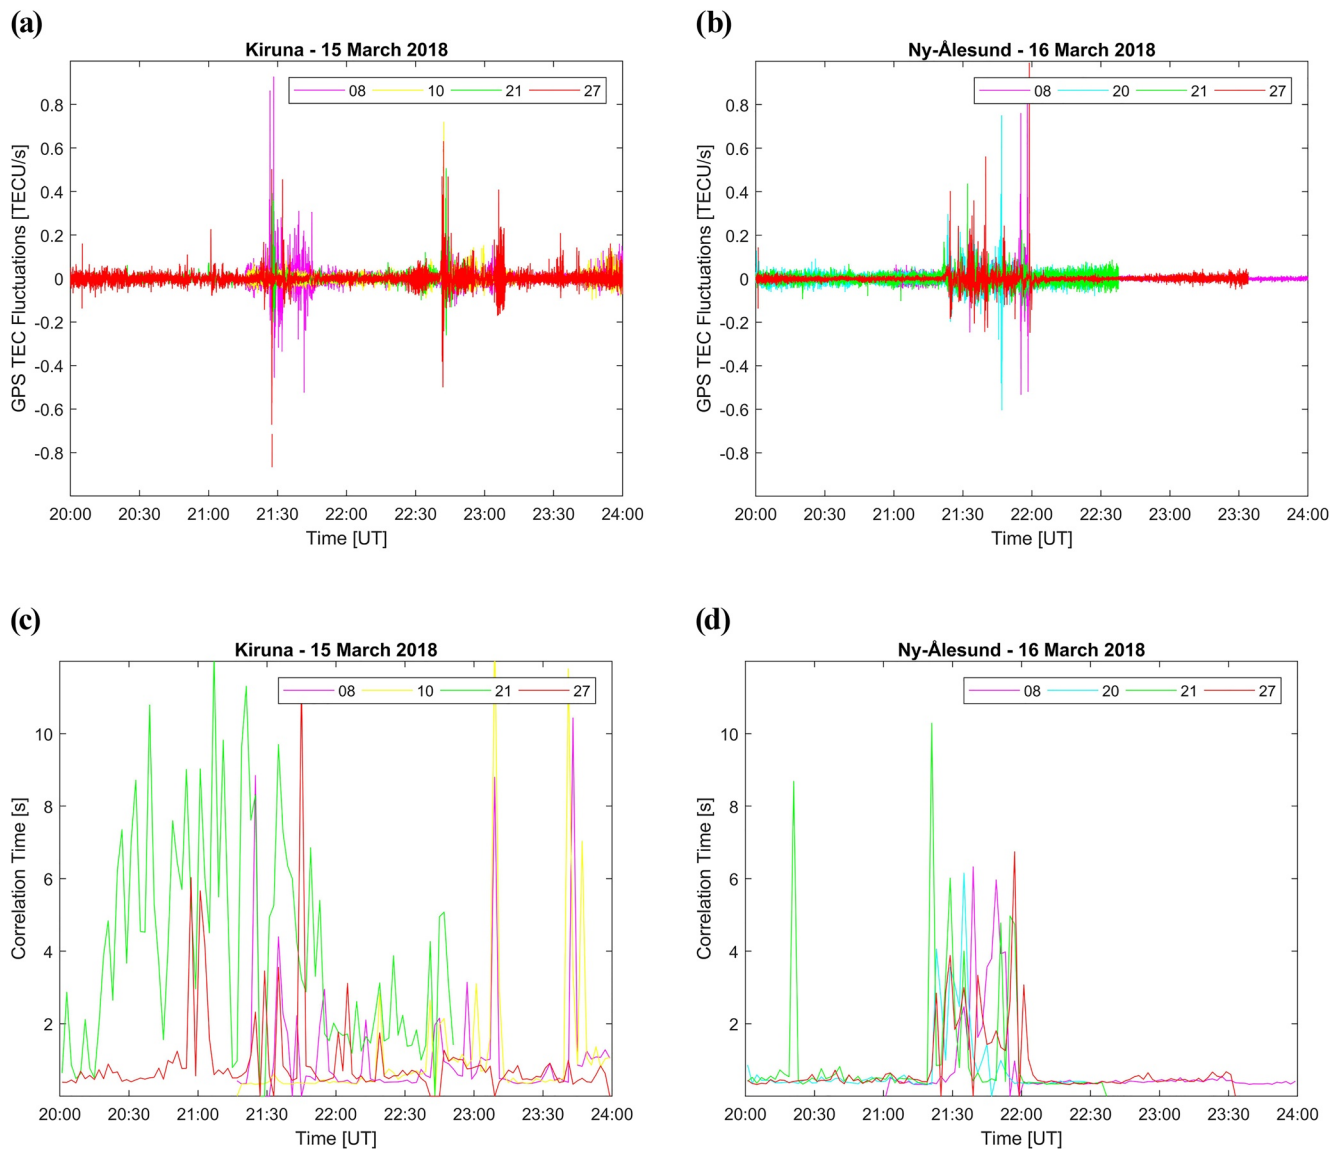 (a)
Kiruna - 15 March 2018
08 10 21 27
GPS TEC Fluctuations [TECU/s]
0.8
0.6
0.4
0.2
0
-0.2
-0.4
-0.6
-0.8
20:00 20:30 21:00 21:30 22:00 22:30 23:00 23:30 24:00
Time [UT]
(b)
Ny-Ålesund - 16 March 2018
08 20 21 27
GPS TEC Fluctuations [TECU/s]
0.8
0.6
0.4
0.2
0
-0.2
-0.4
-0.6
-0.8
20:00 20:30 21:00 21:30 22:00 22:30 23:00 23:30 24:00
Time [UT]
(c)
Kiruna - 15 March 2018
08 10 21 27
Correlation Time [s]
10
8
6
4
2
20:00 20:30 21:00 21:30 22:00 22:30 23:00 23:30 24:00
Time [UT]
(d)
Ny-Ålesund - 16 March 2018
08 20 21 27
Correlation Time [s]
10
8
6
4
2
20:00 20:30 21:00 21:30 22:00 22:30 23:00 23:30 24:00
Time [UT]